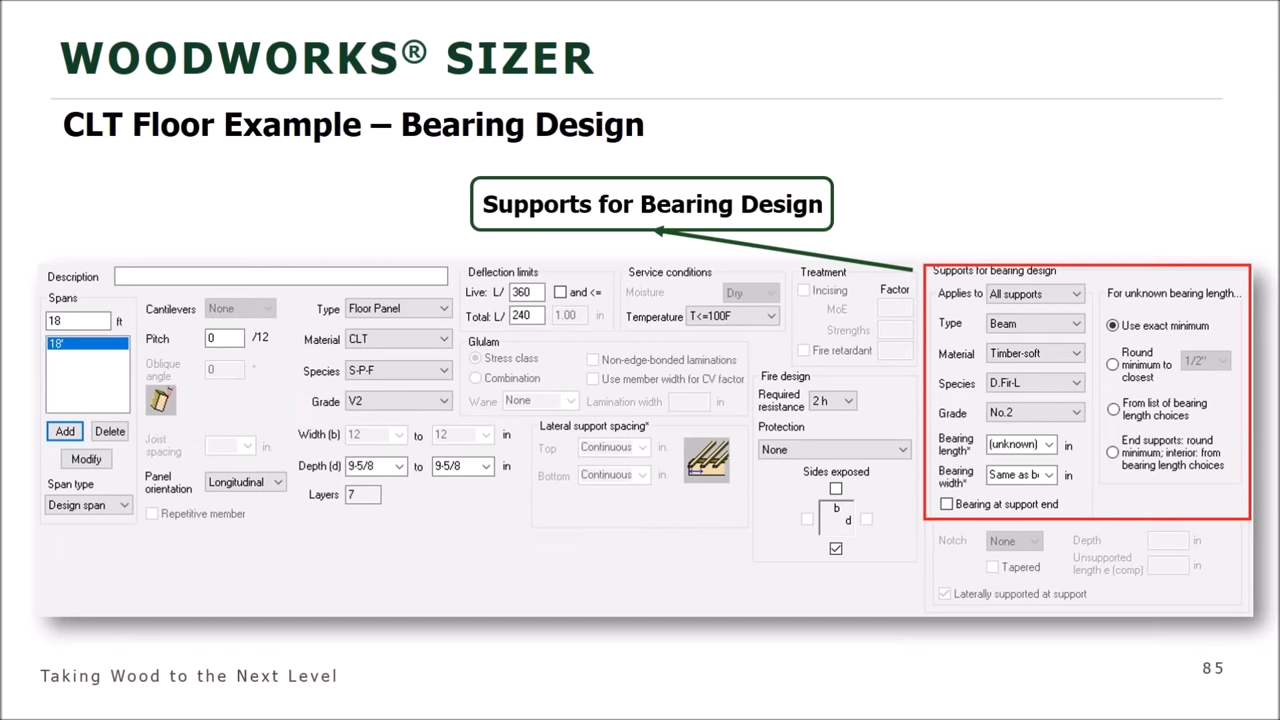 WOODWORKS® SIZER
CLT Floor Example – Bearing Design
Supports for Bearing Design
Description
Spans
18 ft
18'
Add Delete
Modify
Span type
Design span
Cantilevers None
Pitch 0 /12
Oblique
angle 0 °
Joist
spacing in.
Panel
orientation Longitudinal
Repetitive member
Type Floor Panel
Material CLT
Species S-P-F
Grade V2
Width (b) 12 to 12 in
Depth (d) 9-5/8 to 9-5/8 in
Layers 7
Deflection limits
Live: L/ 360 and <=
Total: L/ 240 1.00 in
Service conditions
Moisture Dry
Temperature T<=100F
Glulam
Stress class
Combination
Wane None
Non-edge-bonded laminations
Use member width for CV factor
Lamination width in
Lateral support spacing*
Top Continuous in.
Bottom Continuous in.
Treatment
Incising Factor
MoE
Strengths
Fire retardant
Fire design
Required
resistance 2 h
Protection
None
Sides exposed
b
d
Supports for bearing design
Applies to All supports
Type Beam
Material Timber-soft
Species D.Fir-L
Grade No.2
Bearing
length* (unknown) in
Bearing
width* Same as b in
Bearing at support end
For unknown bearing length...
Use exact minimum
Round
minimum to
closest 1/2"
From list of bearing
length choices
End supports: round
minimum; interior: from
bearing length choices
Notch None
Tapered
Depth in
Unsupported
length e (comp) in
Laterally supported at support
Taking Wood to the Next Level
85